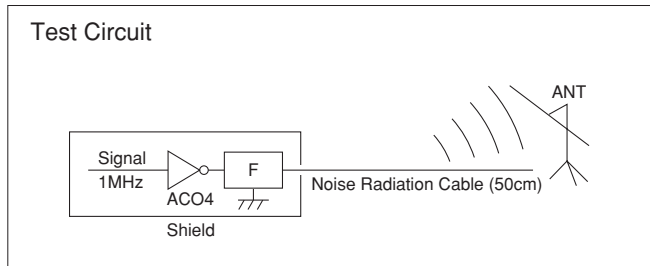 Test Circuit
ANT
Signal
1MHz
F
ACO4
Noise Radiation Cable (50cm)
Shield